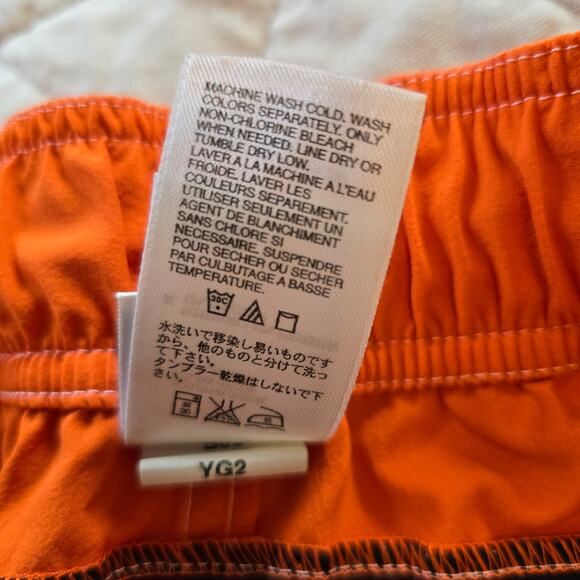 MACHINE WASH COLD. WASH
COLORS SEPARATELY. ONLY
NON-CHLORINE BLEACH
WHEN NEEDED. LINE DRY OR
TUMBLE DRY LOW.
LAVER A LA MACHINE A L'EAU
FROIDE. LAVER LES
COULEURS SEPAREMENT.
UTILISER SEULEMENT UN
AGENT DE BLANCHIMENT
SANS CHLORE SI
NECESSAIRE. SUSPENDRE
POUR SECHER OU SECHER
PAR CULBUTAGE A BASSE
TEMPERATURE.
30C
水洗いで移染し易いものです
から、他のものと分けて洗っ
て下さい。
タンブラー乾燥はしないで下
さい。
YG2